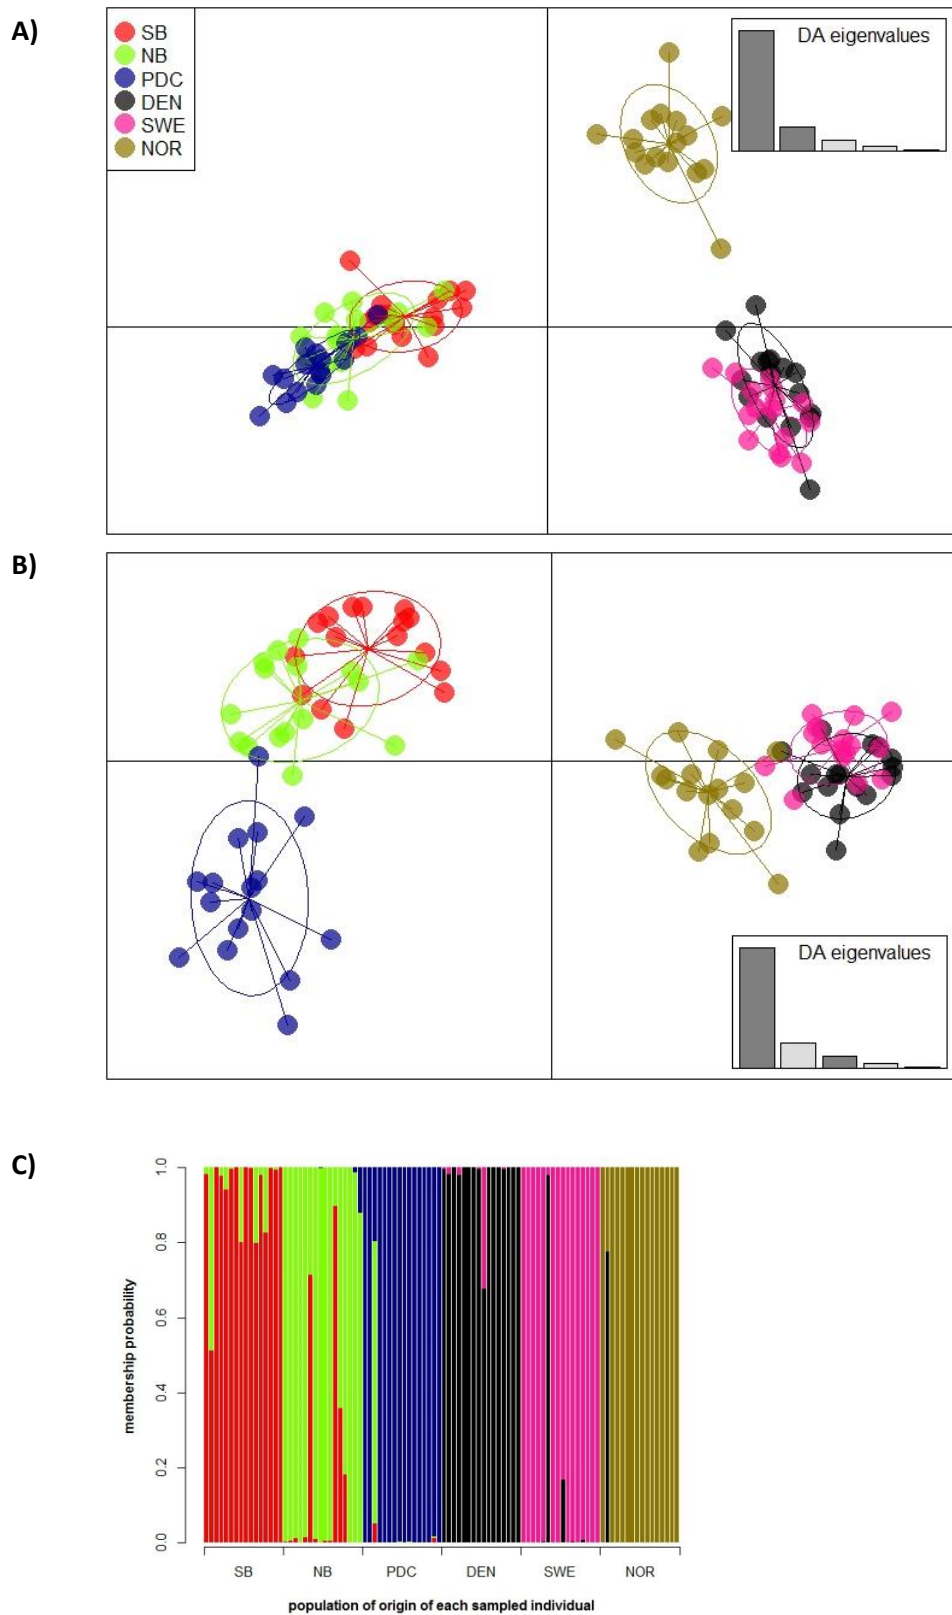 A)
SB
NB
PDC
DEN
SWE
NOR
DA eigenvalues
B)
DA eigenvalues
C)
membership probability
1.0
0.8
0.6
0.4
0.2
0.0
SB NB PDC DEN SWE NOR
population of origin of each sampled individual